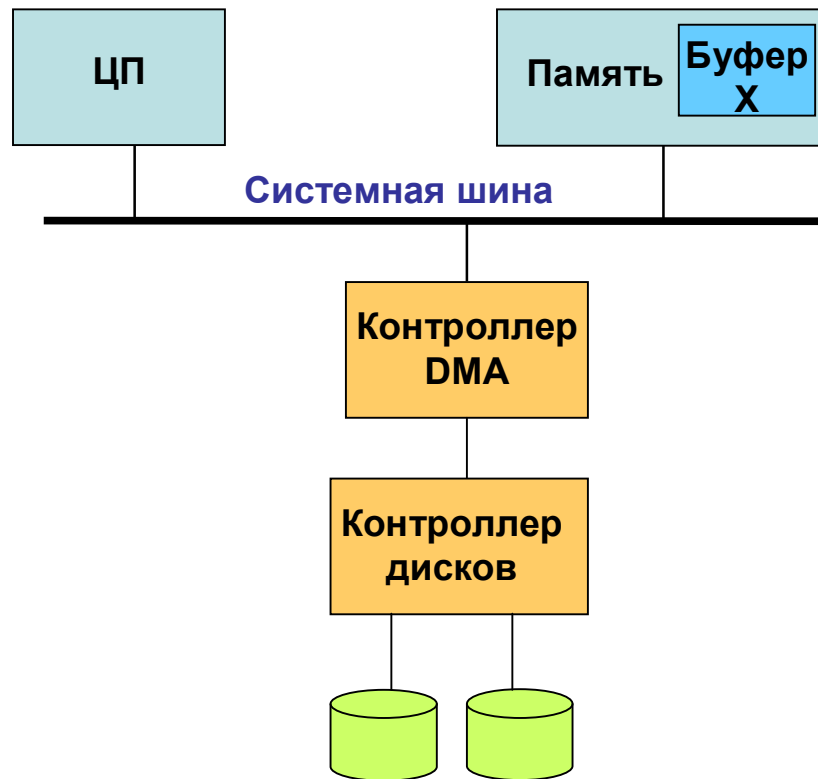 ЦП
Память
Буфер
X
Системная шина
Контроллер
DMA
Контроллер
дисков